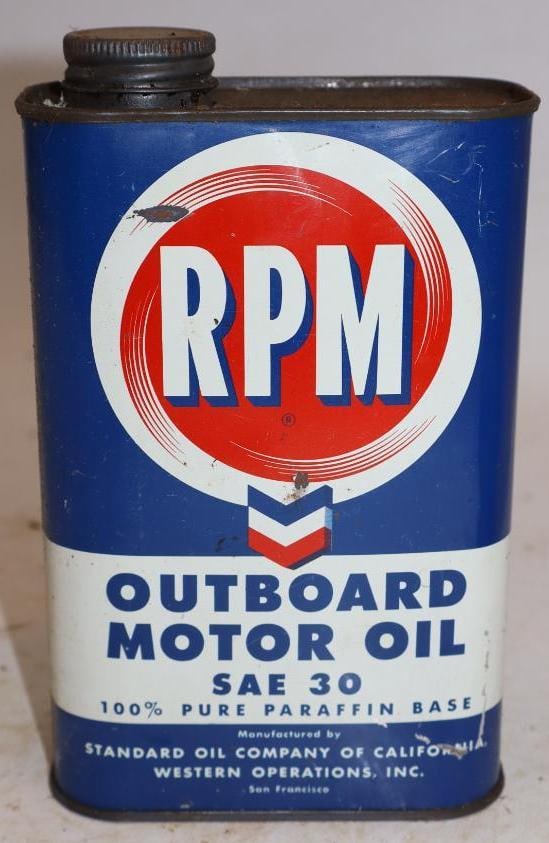 RPM
®
OUTBOARD
MOTOR OIL
SAE 30
100% PURE PARAFFIN BASE
Manufactured by
STANDARD OIL COMPANY OF CALIFORNIA,
WESTERN OPERATIONS, INC.
San Francisco